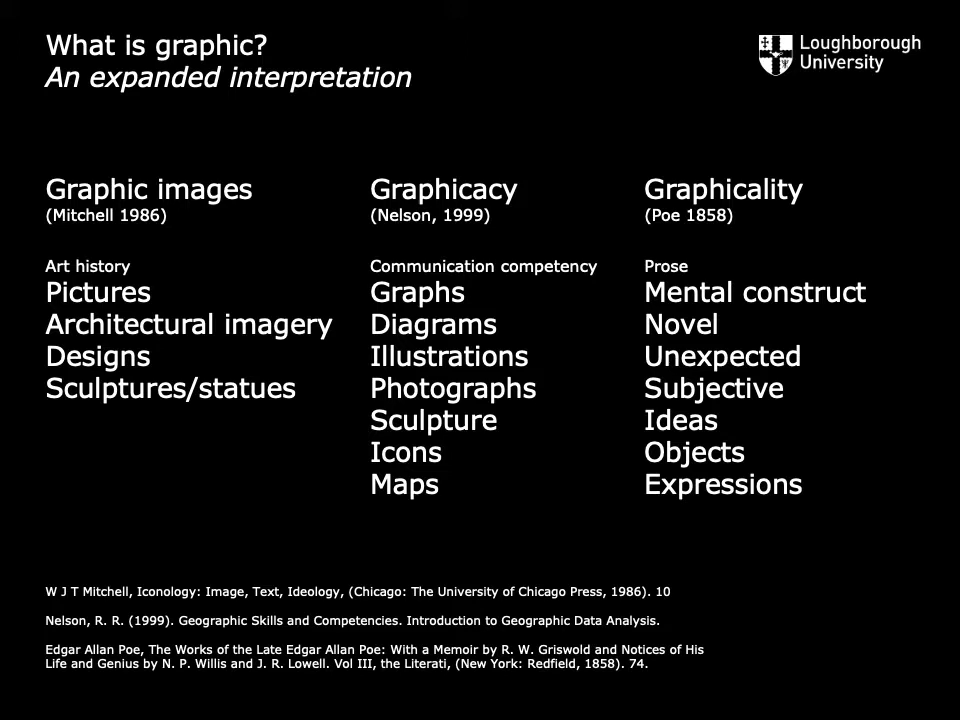 What is graphic?
An expanded interpretation
Loughborough
University
Graphic images
(Mitchell 1986)
Art history
Pictures
Architectural imagery
Designs
Sculptures/statues
Graphicacy
(Nelson, 1999)
Communication competency
Graphs
Diagrams
Illustrations
Photographs
Sculpture
Icons
Maps
Graphicality
(Poe 1858)
Prose
Mental construct
Novel
Unexpected
Subjective
Ideas
Objects
Expressions
W J T Mitchell, Iconology: Image, Text, Ideology, (Chicago: The University of Chicago Press, 1986). 10
Nelson, R. R. (1999). Geographic Skills and Competencies. Introduction to Geographic Data Analysis.
Edgar Allan Poe, The Works of the Late Edgar Allan Poe: With a Memoir by R. W. Griswold and Notices of His
Life and Genius by N. P. Willis and J. R. Lowell. Vol III, the Literati, (New York: Redfield, 1858). 74.